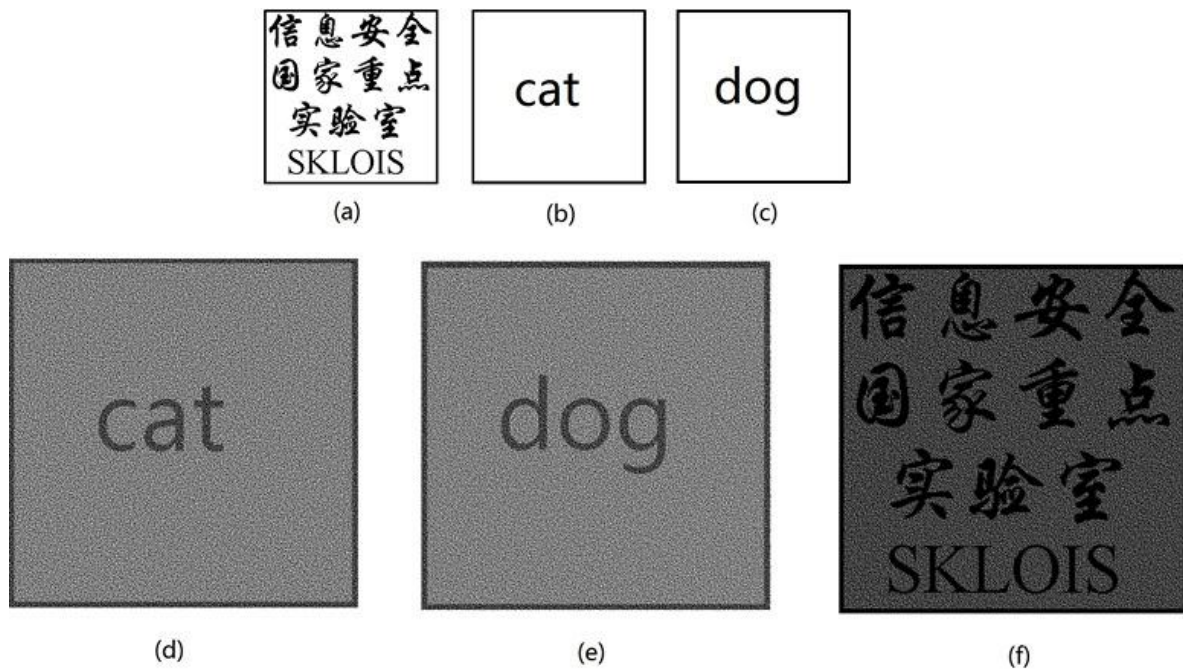 信息安全
国家重点
实验室
SKLOIS
(a)
cat
(b)
dog
(c)
cat
(d)
dog
(e)
信息安全
国家重点
实验室
SKLOIS
(f)